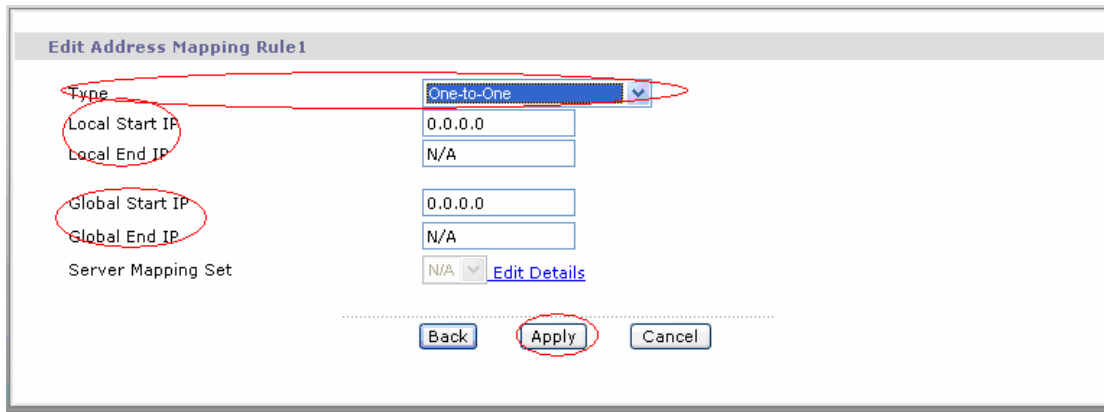 Edit Address Mapping Rule1
Type One-to-One
Local Start IP 0.0.0.0
Local End IP N/A
Global Start IP 0.0.0.0
Global End IP N/A
Server Mapping Set N/A Edit Details
Back Apply Cancel